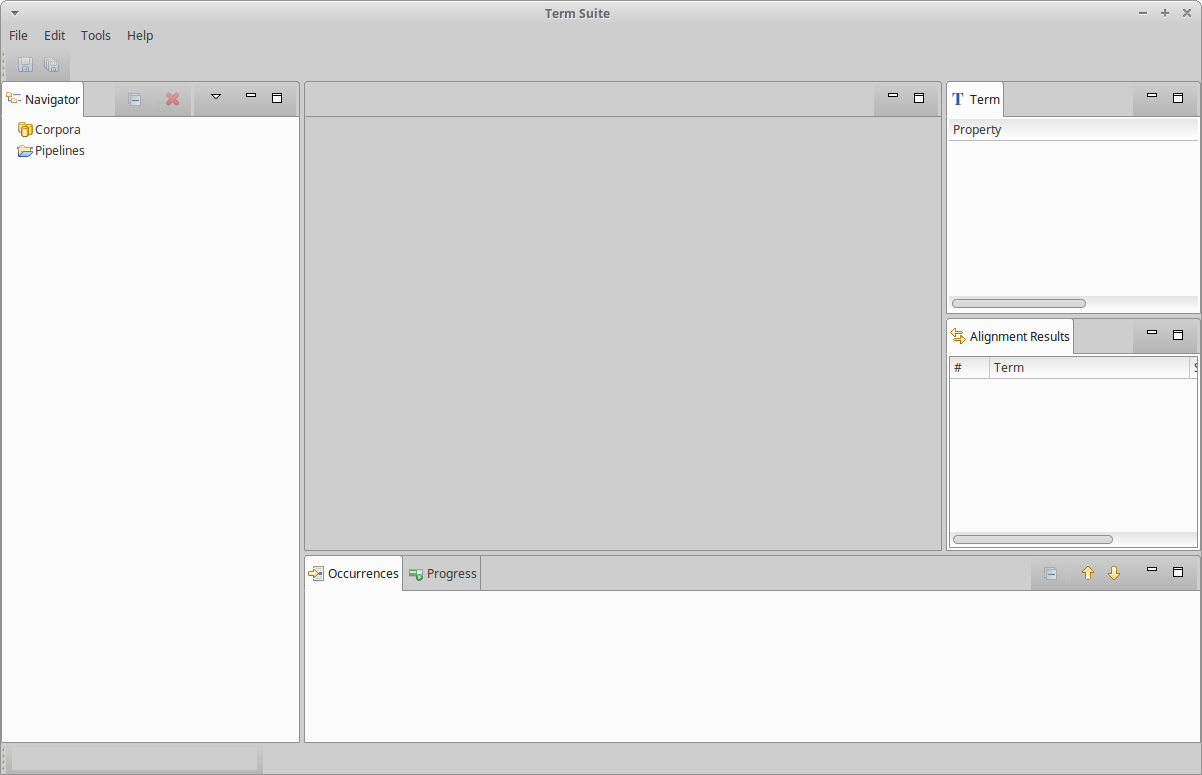 Term Suite
File Edit Tools Help
Navigator
Corpora
Pipelines
T Term
Property
Alignment Results
# Term
Occurrences Progress